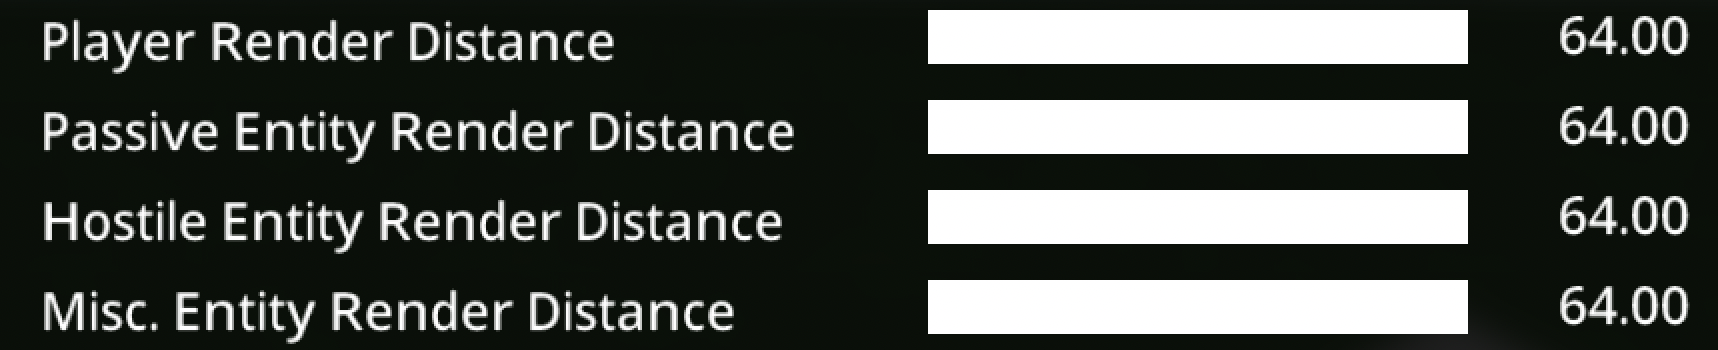 Player Render Distance 64.00
Passive Entity Render Distance 64.00
Hostile Entity Render Distance 64.00
Misc. Entity Render Distance 64.00